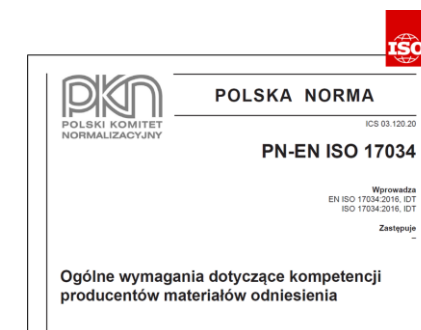 ISO
PKN
POLSKI KOMITET
NORMALIZACYJNY
POLSKA NORMA
ICS 03.120.20
PN-EN ISO 17034
Wprowadza
EN ISO 17034:2016, IDT
ISO 17034:2016, IDT
Zastępuje
–
Ogólne wymagania dotyczące kompetencji
producentów materiałów odniesienia